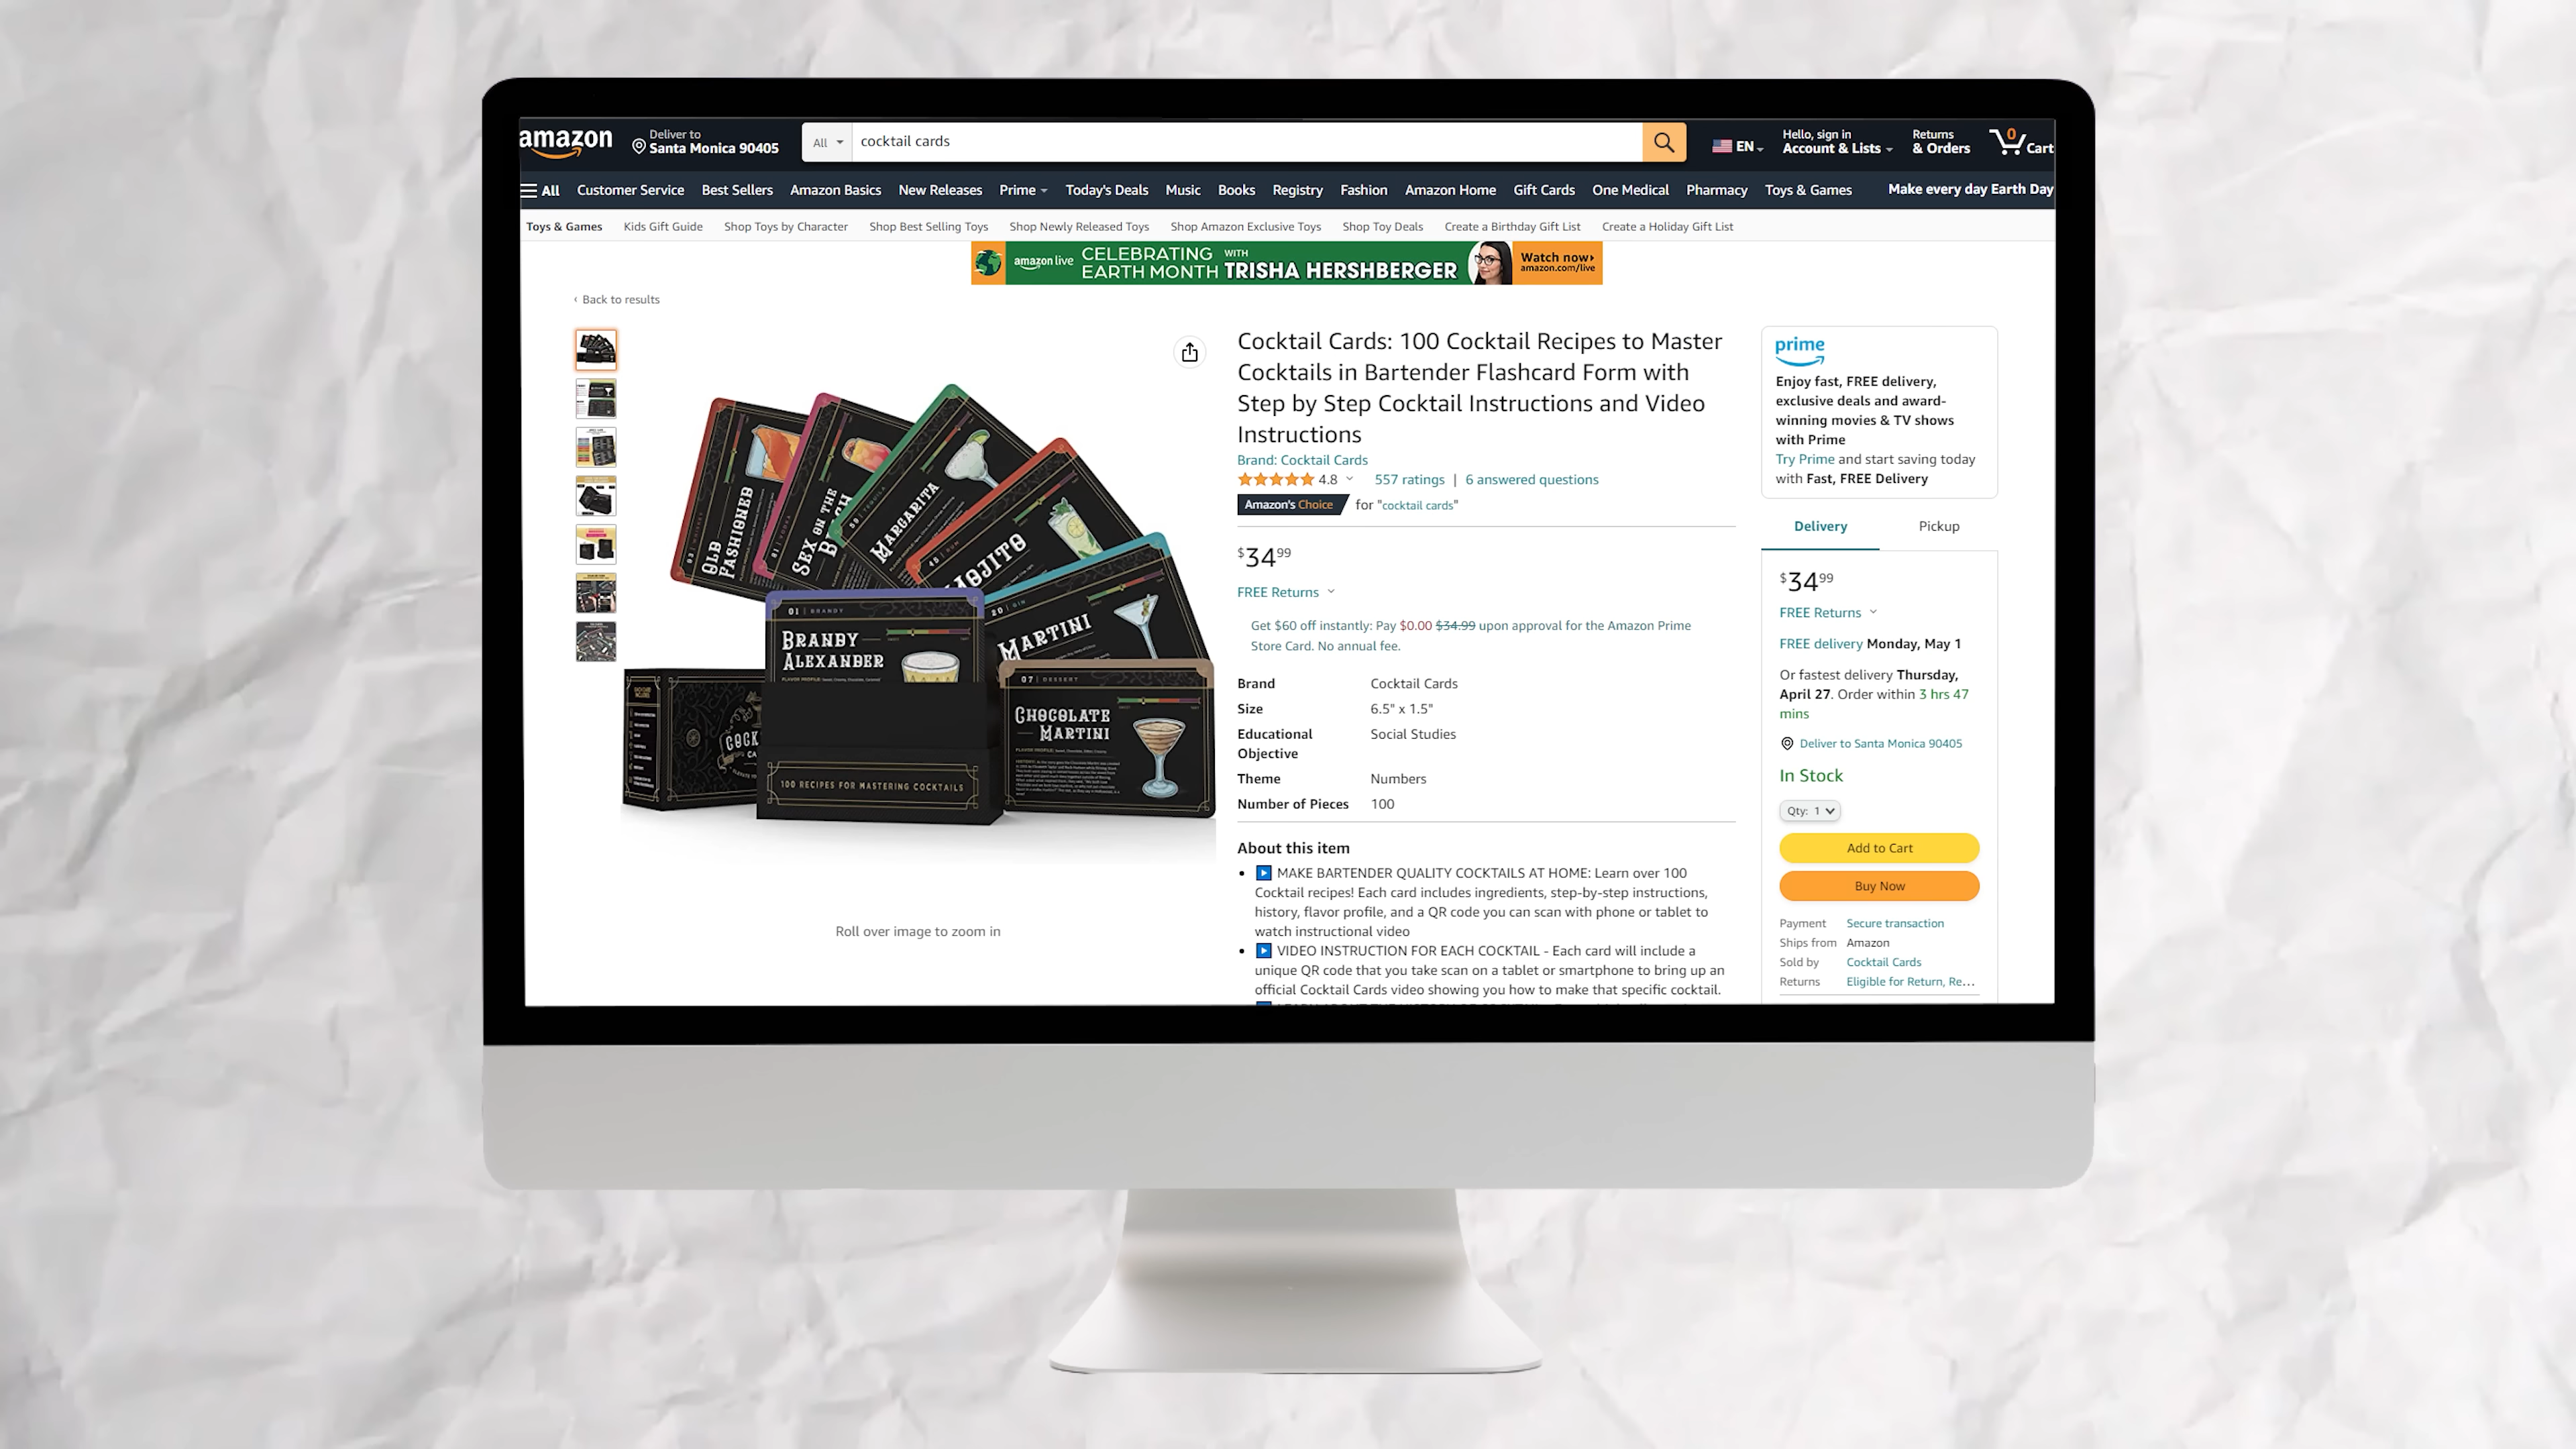 amazon
Deliver to
Santa Monica 90405
All
cocktail cards
EN
Hello, sign in
Account & Lists
Returns
& Orders
0
Cart
All
Customer Service
Best Sellers
Amazon Basics
New Releases
Prime
Today's Deals
Music
Books
Registry
Fashion
Amazon Home
Gift Cards
One Medical
Pharmacy
Toys & Games
Make every day Earth Day
Toys & Games
Kids Gift Guide
Shop Toys by Character
Shop Best Selling Toys
Shop Newly Released Toys
Shop Amazon Exclusive Toys
Shop Toy Deals
Create a Birthday Gift List
Create a Holiday Gift List
amazon live
CELEBRATING WITH
EARTH MONTH TRISHA HERSHBERGER
Watch now
amazon.com/live
‹ Back to results
OLD
FASHIONED
SEX ON THE
MARGARITA
MOJITO
20 | GIN
MARTINI
01 | BRANDY
BRANDY
ALEXANDER
07 | DESSERT
CHOCOLATE
MARTINI
100 RECIPES FOR MASTERING COCKTAILS
Roll over image to zoom in
Cocktail Cards: 100 Cocktail Recipes to Master
Cocktails in Bartender Flashcard Form with
Step by Step Cocktail Instructions and Video
Instructions
Brand: Cocktail Cards
4.8
557 ratings | 6 answered questions
Amazon's Choice for "cocktail cards"
$34 99
FREE Returns
Get $60 off instantly: Pay $0.00 $34.99 upon approval for the Amazon Prime
Store Card. No annual fee.
Brand Cocktail Cards
Size 6.5" x 1.5"
Educational Social Studies
Objective
Theme Numbers
Number of Pieces 100
About this item
• MAKE BARTENDER QUALITY COCKTAILS AT HOME: Learn over 100
Cocktail recipes! Each card includes ingredients, step-by-step instructions,
history, flavor profile, and a QR code you can scan with phone or tablet to
watch instructional video
• VIDEO INSTRUCTION FOR EACH COCKTAIL - Each card will include a
unique QR code that you take scan on a tablet or smartphone to bring up an
official Cocktail Cards video showing you how to make that specific cocktail.
prime
Enjoy fast, FREE delivery,
exclusive deals and award-
winning movies & TV shows
with Prime
Try Prime and start saving today
with Fast, FREE Delivery
Delivery
Pickup
$34 99
FREE Returns
FREE delivery Monday, May 1
Or fastest delivery Thursday,
April 27. Order within 3 hrs 47
mins
Deliver to Santa Monica 90405
In Stock
Qty: 1
Add to Cart
Buy Now
Payment Secure transaction
Ships from Amazon
Sold by Cocktail Cards
Returns Eligible for Return, Re...